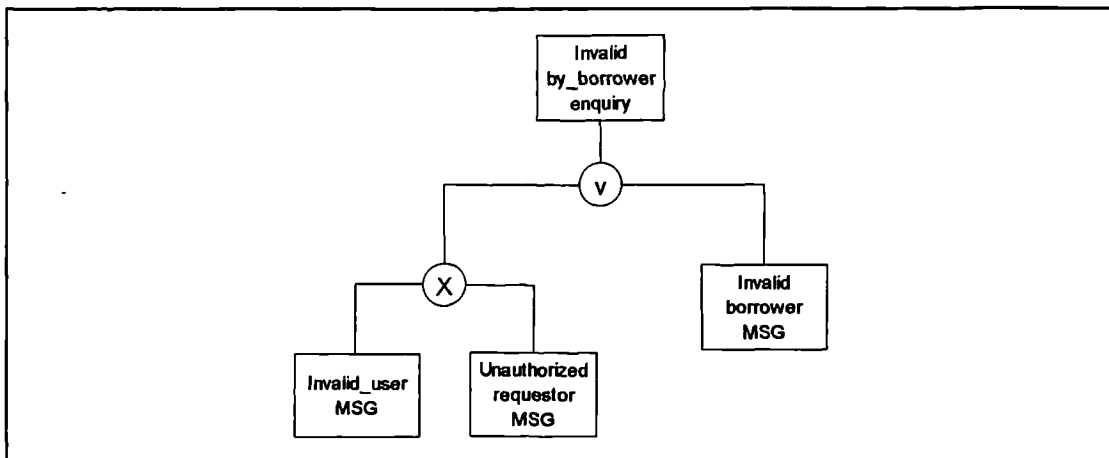 Invalid
by_borrower
enquiry
v
X
Invalid
borrower
MSG
Invalid_user
MSG
Unauthorized
requestor
MSG